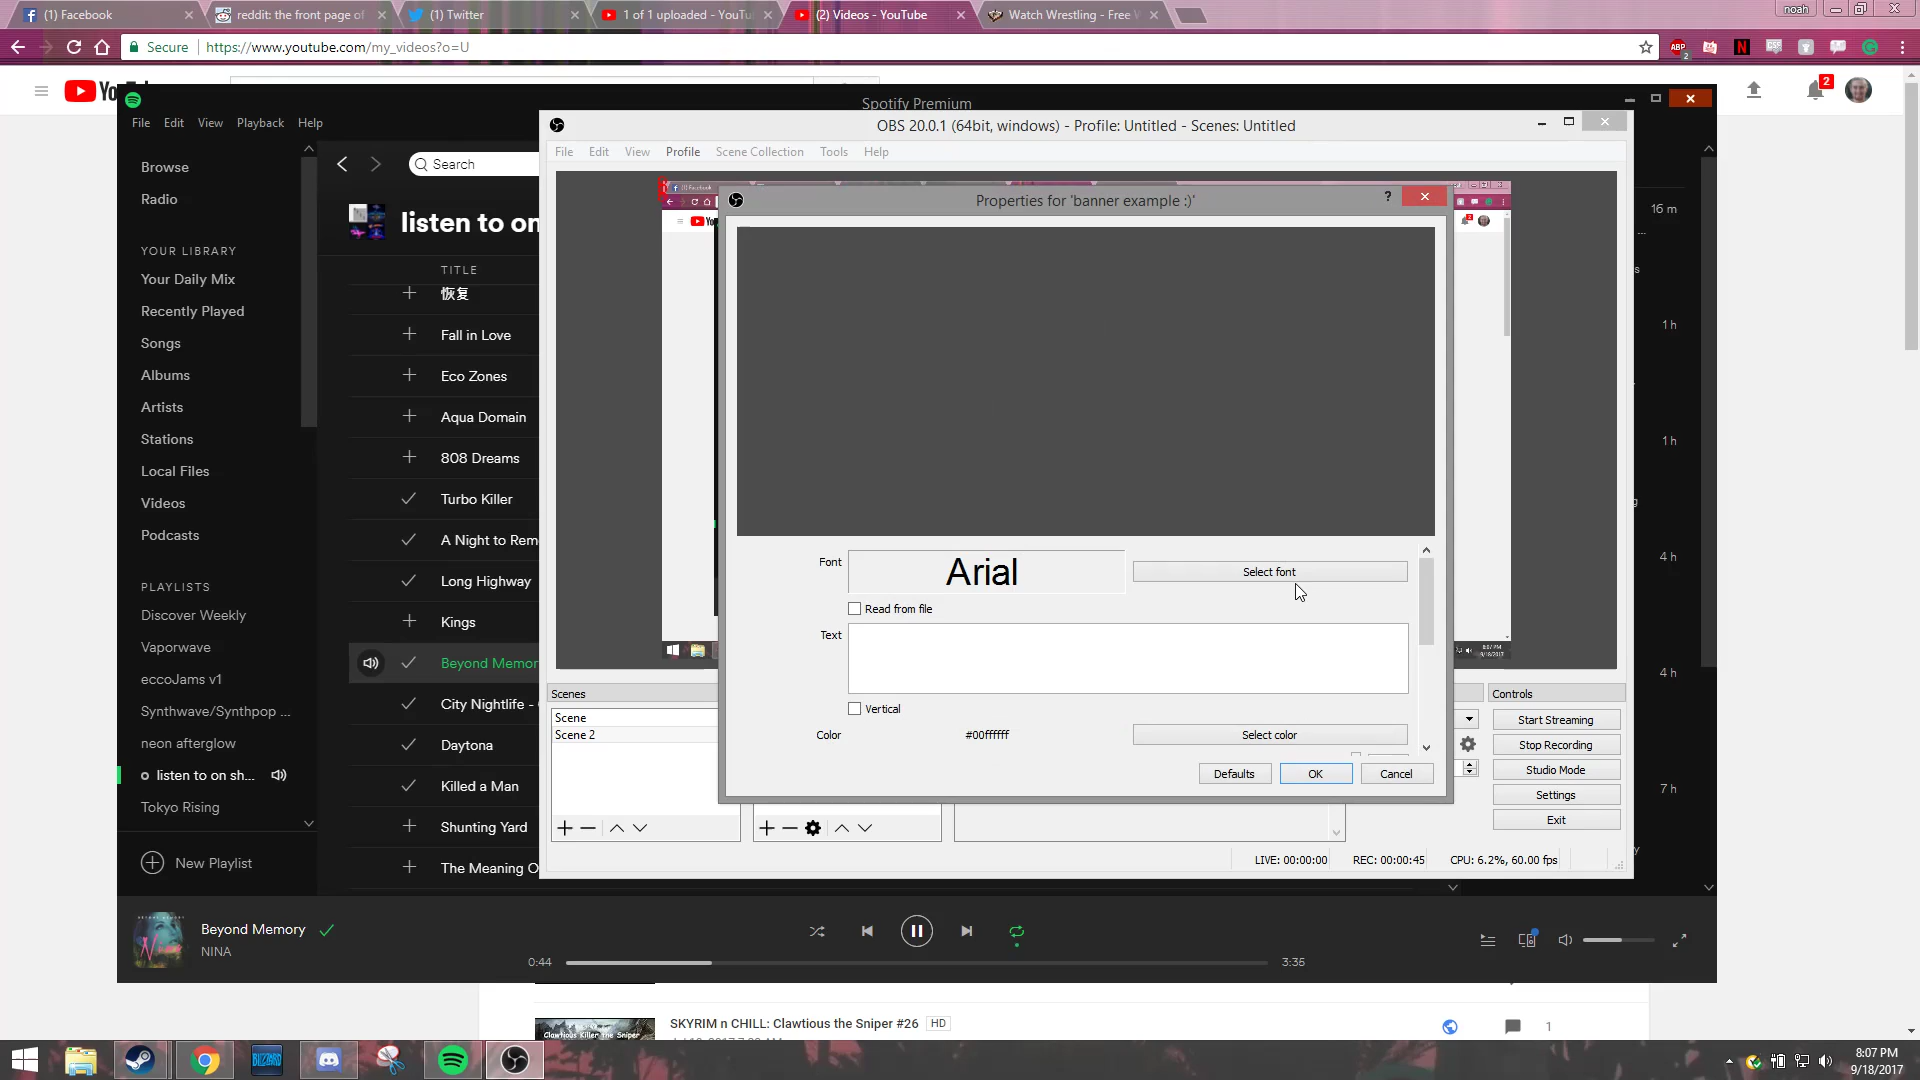 (1) Facebook
reddit: the front page of
(1) Twitter
1 of 1 uploaded - YouTu
(2) Videos - YouTube
Watch Wrestling - Free
noah
Secure
https://www.youtube.com/my_videos?o=U
ABP
2
Spotify Premium
2
File Edit View Playback Help
Browse
Radio
YOUR LIBRARY
Your Daily Mix
Recently Played
Songs
Albums
Artists
Stations
Local Files
Videos
Podcasts
PLAYLISTS
Discover Weekly
Vaporwave
eccoJams v1
Synthwave/Synthpop ...
neon afterglow
listen to on sh...
Tokyo Rising
New Playlist
Search
listen to on
TITLE
恢复
Fall in Love
Eco Zones
Aqua Domain
808 Dreams
Turbo Killer
A Night to Rem
Long Highway
Kings
Beyond Memor
City Nightlife -
Daytona
Killed a Man
Shunting Yard
The Meaning O
16 m
1 h
1 h
4 h
4 h
7 h
OBS 20.0.1 (64bit, windows) - Profile: Untitled - Scenes: Untitled
File Edit View Profile Scene Collection Tools Help
Properties for 'banner example :)'
?
Font
Arial
Select font
Read from file
Text
Vertical
Color
#00ffffff
Select color
Defaults
OK
Cancel
Scenes
Scene
Scene 2
Controls
Start Streaming
Stop Recording
Studio Mode
Settings
Exit
LIVE: 00:00:00
REC: 00:00:45
CPU: 6.2%, 60.00 fps
Beyond Memory
NINA
0:44
3:35
SKYRIM n CHILL: Clawtious the Sniper #26
HD
1
BLIZZARD
8:07 PM
9/18/2017